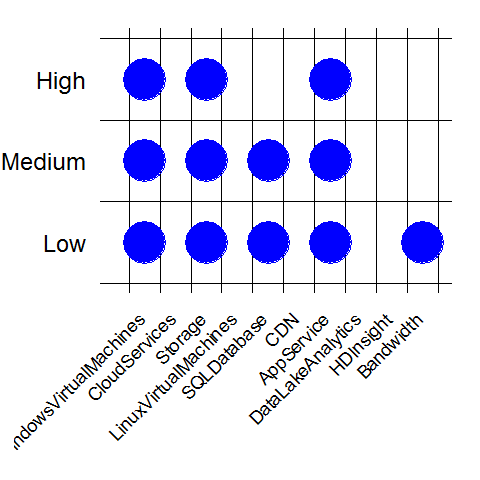 High
Medium
Low
ndowsVirtualMachines
CloudServices
Storage
LinuxVirtualMachines
SQLDatabase
CDN
AppService
DataLakeAnalytics
HDInsight
Bandwidth